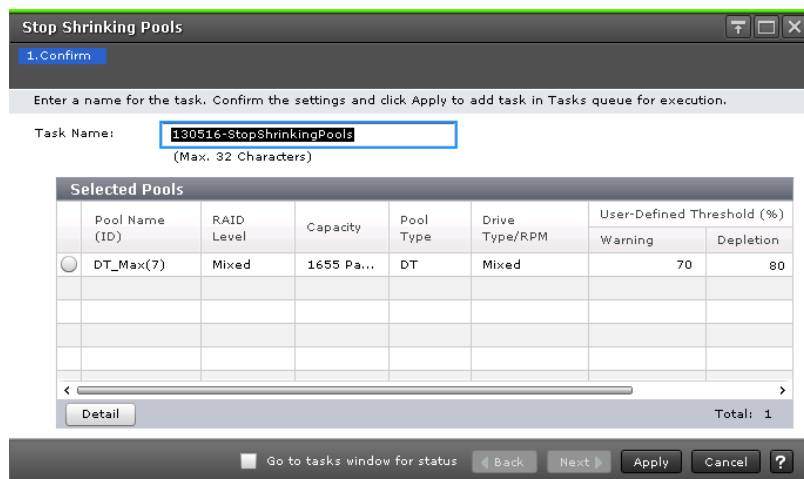 Stop Shrinking Pools
1.Confirm
Enter a name for the task. Confirm the settings and click Apply to add task in Tasks queue for execution.
Task Name: 130516-StopShrinkingPools
(Max. 32 Characters)
Selected Pools
Pool Name (ID) RAID Level Capacity Pool Type Drive Type/RPM User-Defined Threshold (%)
Warning Depletion
DT_Max(7) Mixed 1655 Pa... DT Mixed 70 80
Detail Total: 1
Go to tasks window for status Back Next Apply Cancel ?